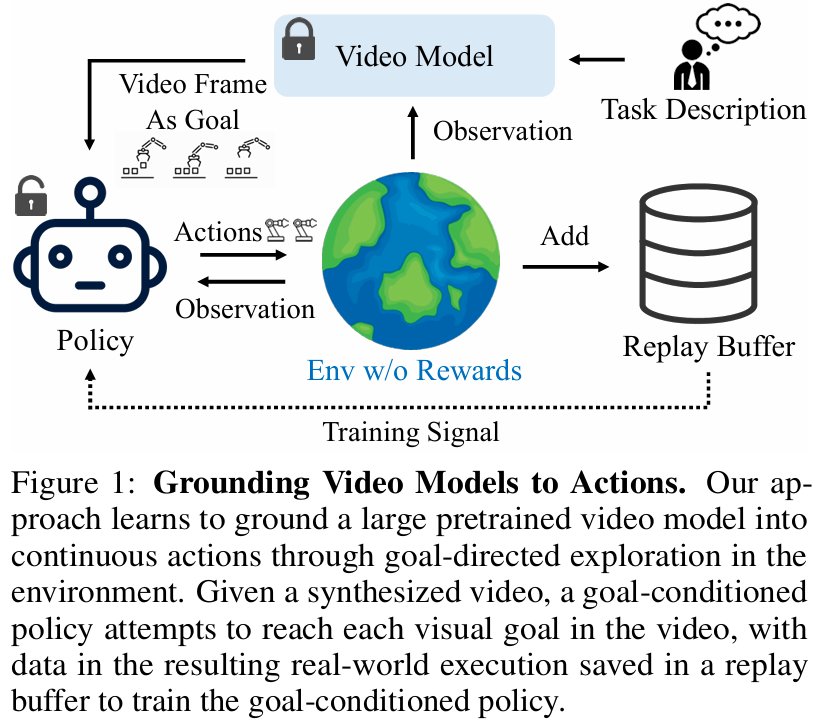 Video Model
Video Frame
As Goal
Task Description
Observation
Actions
Add
Observation
Policy
Env w/o Rewards
Replay Buffer
Training Signal
Figure 1: Grounding Video Models to Actions. Our ap-
proach learns to ground a large pretrained video model into
continuous actions through goal-directed exploration in the
environment. Given a synthesized video, a goal-conditioned
policy attempts to reach each visual goal in the video, with
data in the resulting real-world execution saved in a replay
buffer to train the goal-conditioned policy.